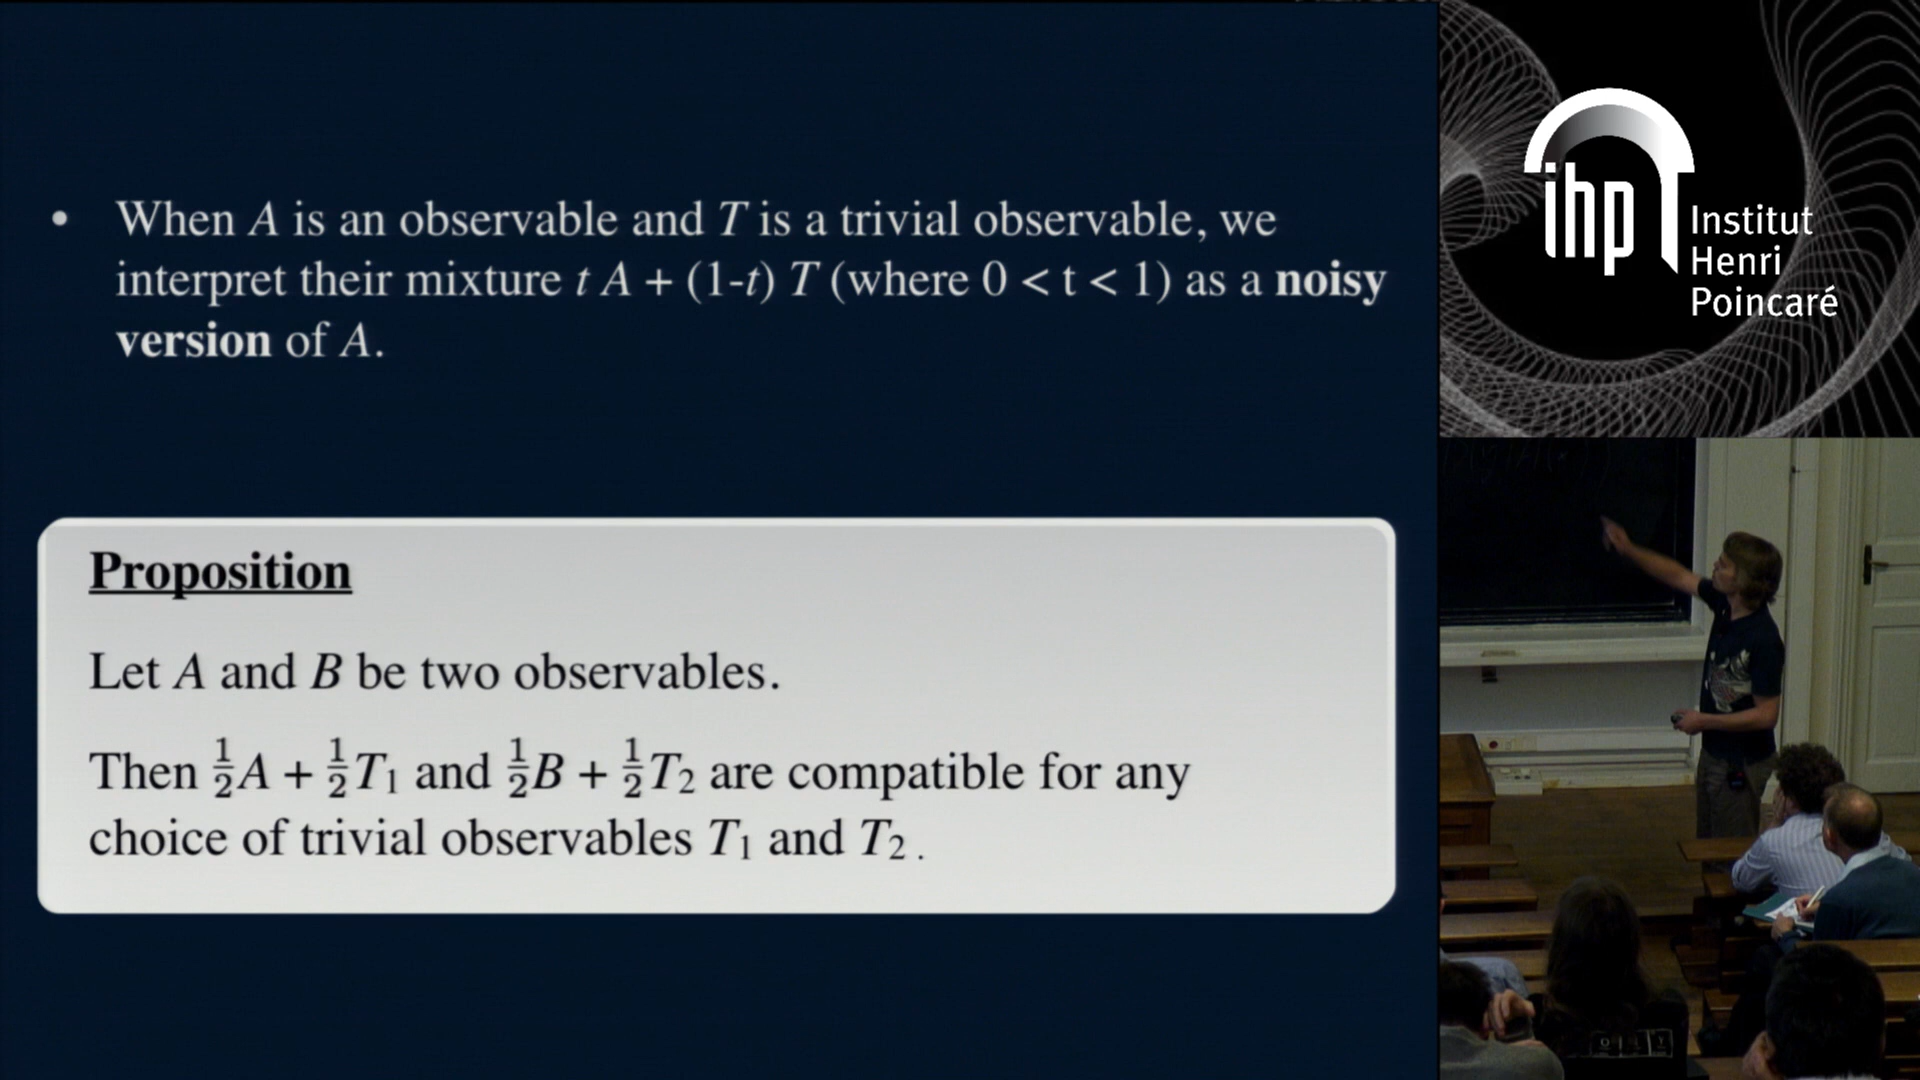 • When A is an observable and T is a trivial observable, we
interpret their mixture t A + (1-t) T (where 0 < t < 1) as a noisy
version of A.
Proposition
Let A and B be two observables.
Then ½A + ½T₁ and ½B + ½T₂ are compatible for any
choice of trivial observables T₁ and T₂ .
ihp
Institut
Henri
Poincaré